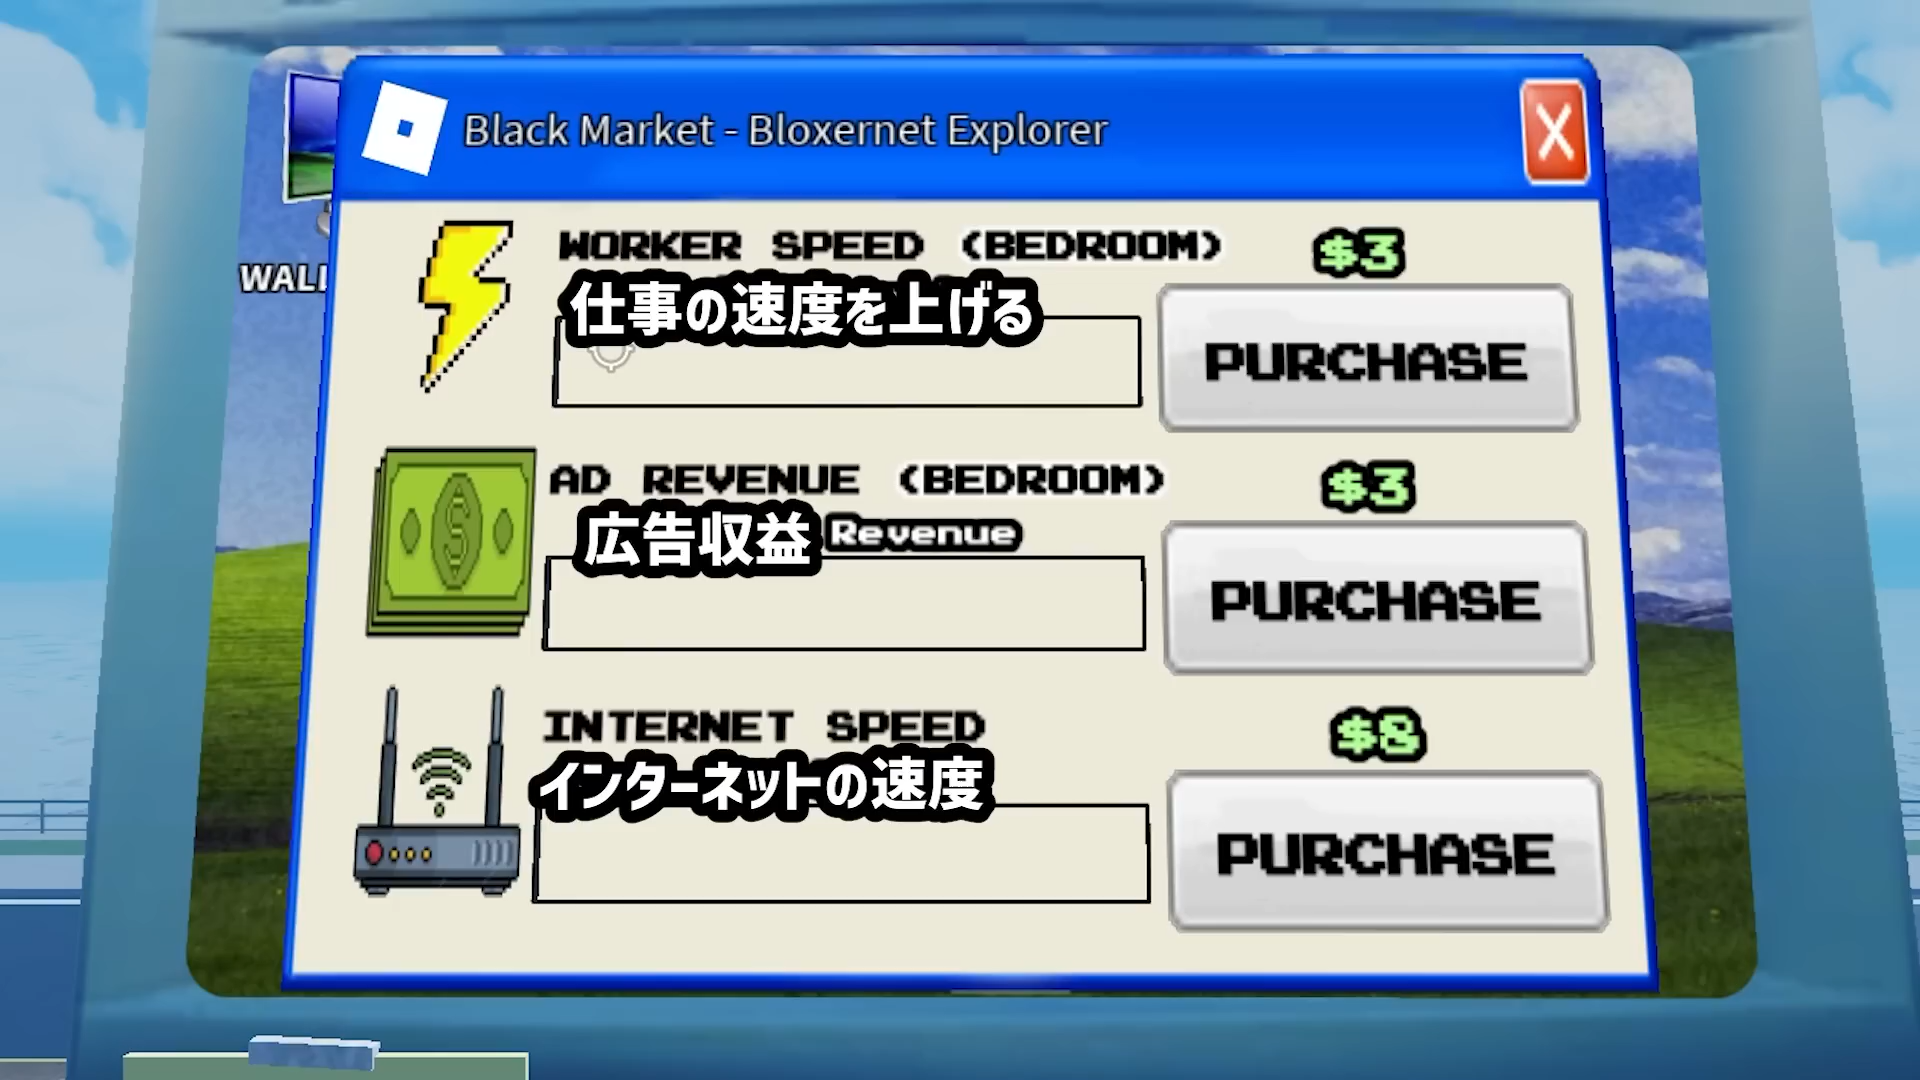 Black Market - Bloxernet Explorer
X
WALL
WORKER SPEED (BEDROOM)
$3
仕事の速度を上げる
PURCHASE
AD REVENUE (BEDROOM)
$3
広告収益 Revenue
PURCHASE
INTERNET SPEED
$8
インターネットの速度
PURCHASE